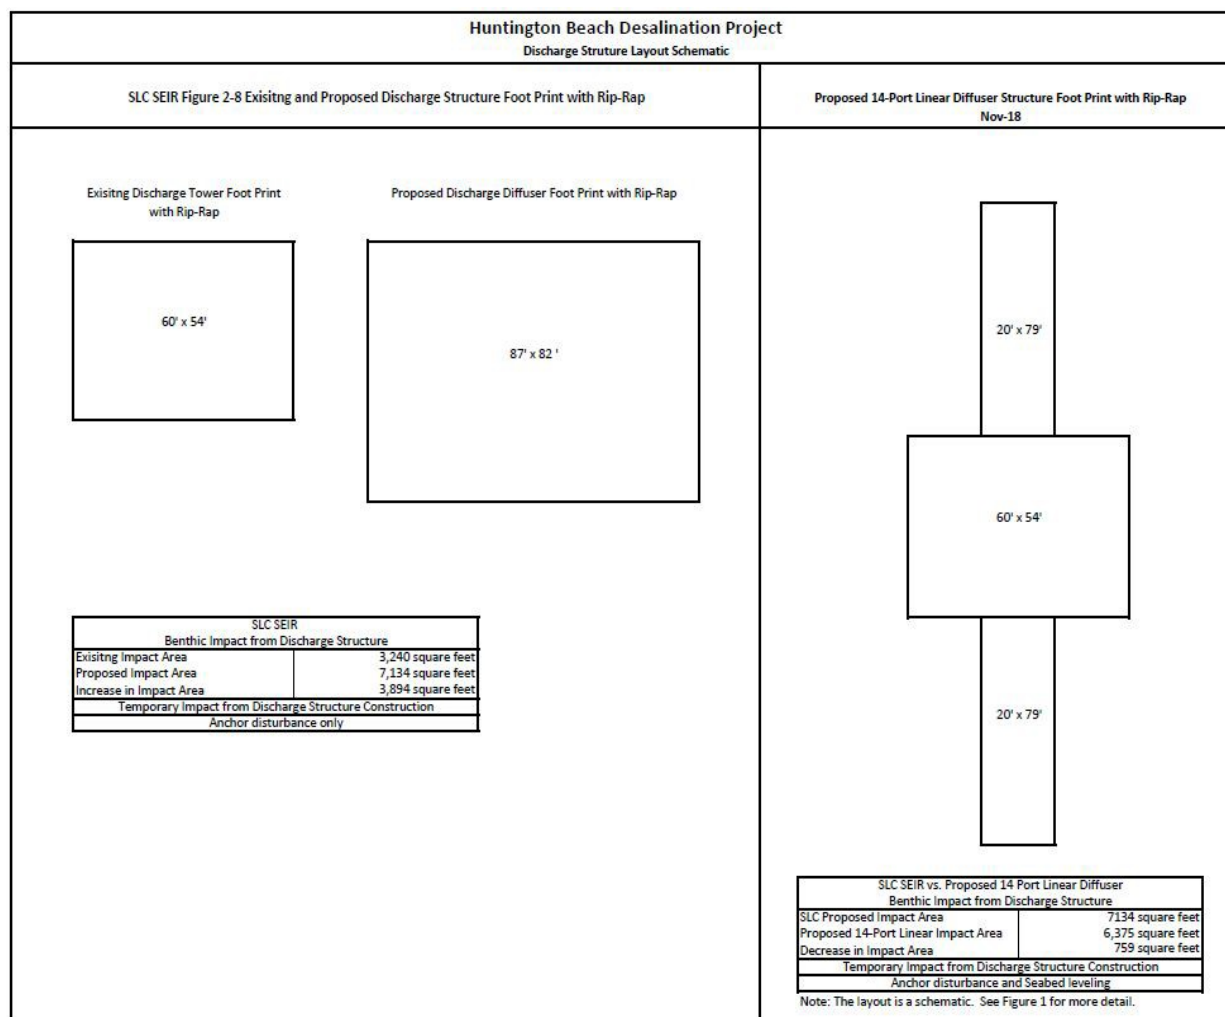 Huntington Beach Desalination Project
Discharge Struture Layout Schematic
SLC SEIR Figure 2-8 Exisitng and Proposed Discharge Structure Foot Print with Rip-Rap
Proposed 14-Port Linear Diffuser Structure Foot Print with Rip-Rap
Nov-18
Exisitng Discharge Tower Foot Print
with Rip-Rap
Proposed Discharge Diffuser Foot Print with Rip-Rap
60' x 54'
87' x 82 '
SLC SEIR
Benthic Impact from Discharge Structure
Exisitng Impact Area 3,240 square feet
Proposed Impact Area 7,134 square feet
Increase in Impact Area 3,894 square feet
Temporary Impact from Discharge Structure Construction
Anchor disturbance only
20' x 79'
60' x 54'
20' x 79'
SLC SEIR vs. Proposed 14 Port Linear Diffuser
Benthic Impact from Discharge Structure
SLC Proposed Impact Area 7134 square feet
Proposed 14-Port Linear Impact Area 6,375 square feet
Decrease in Impact Area 759 square feet
Temporary Impact from Discharge Structure Construction
Anchor disturbance and Seabed leveling
Note: The layout is a schematic. See Figure 1 for more detail.